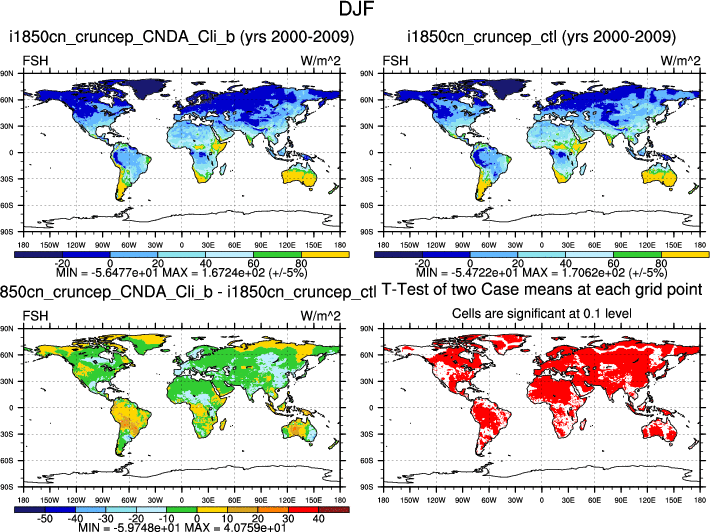 DJF
i1850cn_cruncep_CNDA_Cli_b (yrs 2000-2009)
FSH W/m^2
90N
60N
30N
0
30S
60S
90S
180 150W 120W 90W 60W 30W 0 30E 60E 90E 120E 150E 180
-20 20 40 60 80
MIN = -5.6477e+01 MAX = 1.6724e+02 (+/-5%)
i1850cn_cruncep_ctl (yrs 2000-2009)
FSH W/m^2
90N
60N
30N
0
30S
60S
90S
180 150W 120W 90W 60W 30W 0 30E 60E 90E 120E 150E 180
-20 20 40 60 80
MIN = -5.4722e+01 MAX = 1.7062e+02 (+/-5%)
850cn_cruncep_CNDA_Cli_b - i1850cn_cruncep_ctl
FSH W/m^2
90N
60N
30N
0
30S
60S
90S
180 150W 120W 90W 60W 30W 0 30E 60E 90E 120E 150E 180
-50 -40 -30 -20 -10 0 10 20 30 40
MIN = -5.9748e+01 MAX = 4.0759e+01
T-Test of two Case means at each grid point
Cells are significant at 0.1 level
90N
60N
30N
0
30S
60S
90S
180 150W 120W 90W 60W 30W 0 30E 60E 90E 120E 150E 180